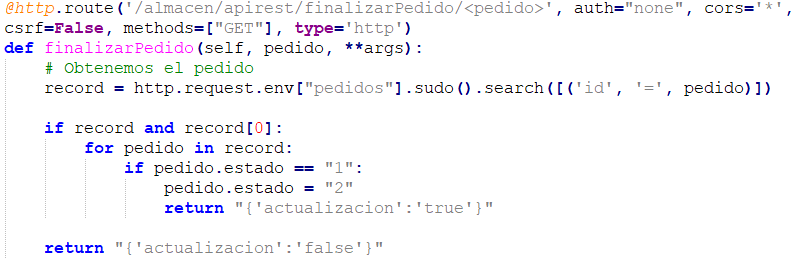 @http.route('/almacen/apirest/finalizarPedido/<pedido>', auth="none", cors='*',
csrf=False, methods=["GET"], type='http')
def finalizarPedido(self, pedido, **args):
    # Obtenemos el pedido
    record = http.request.env["pedidos"].sudo().search([('id', '=', pedido)])

    if record and record[0]:
        for pedido in record:
            if pedido.estado == "1":
                pedido.estado = "2"
                return "{'actualizacion':'true'}"

    return "{'actualizacion':'false'}"